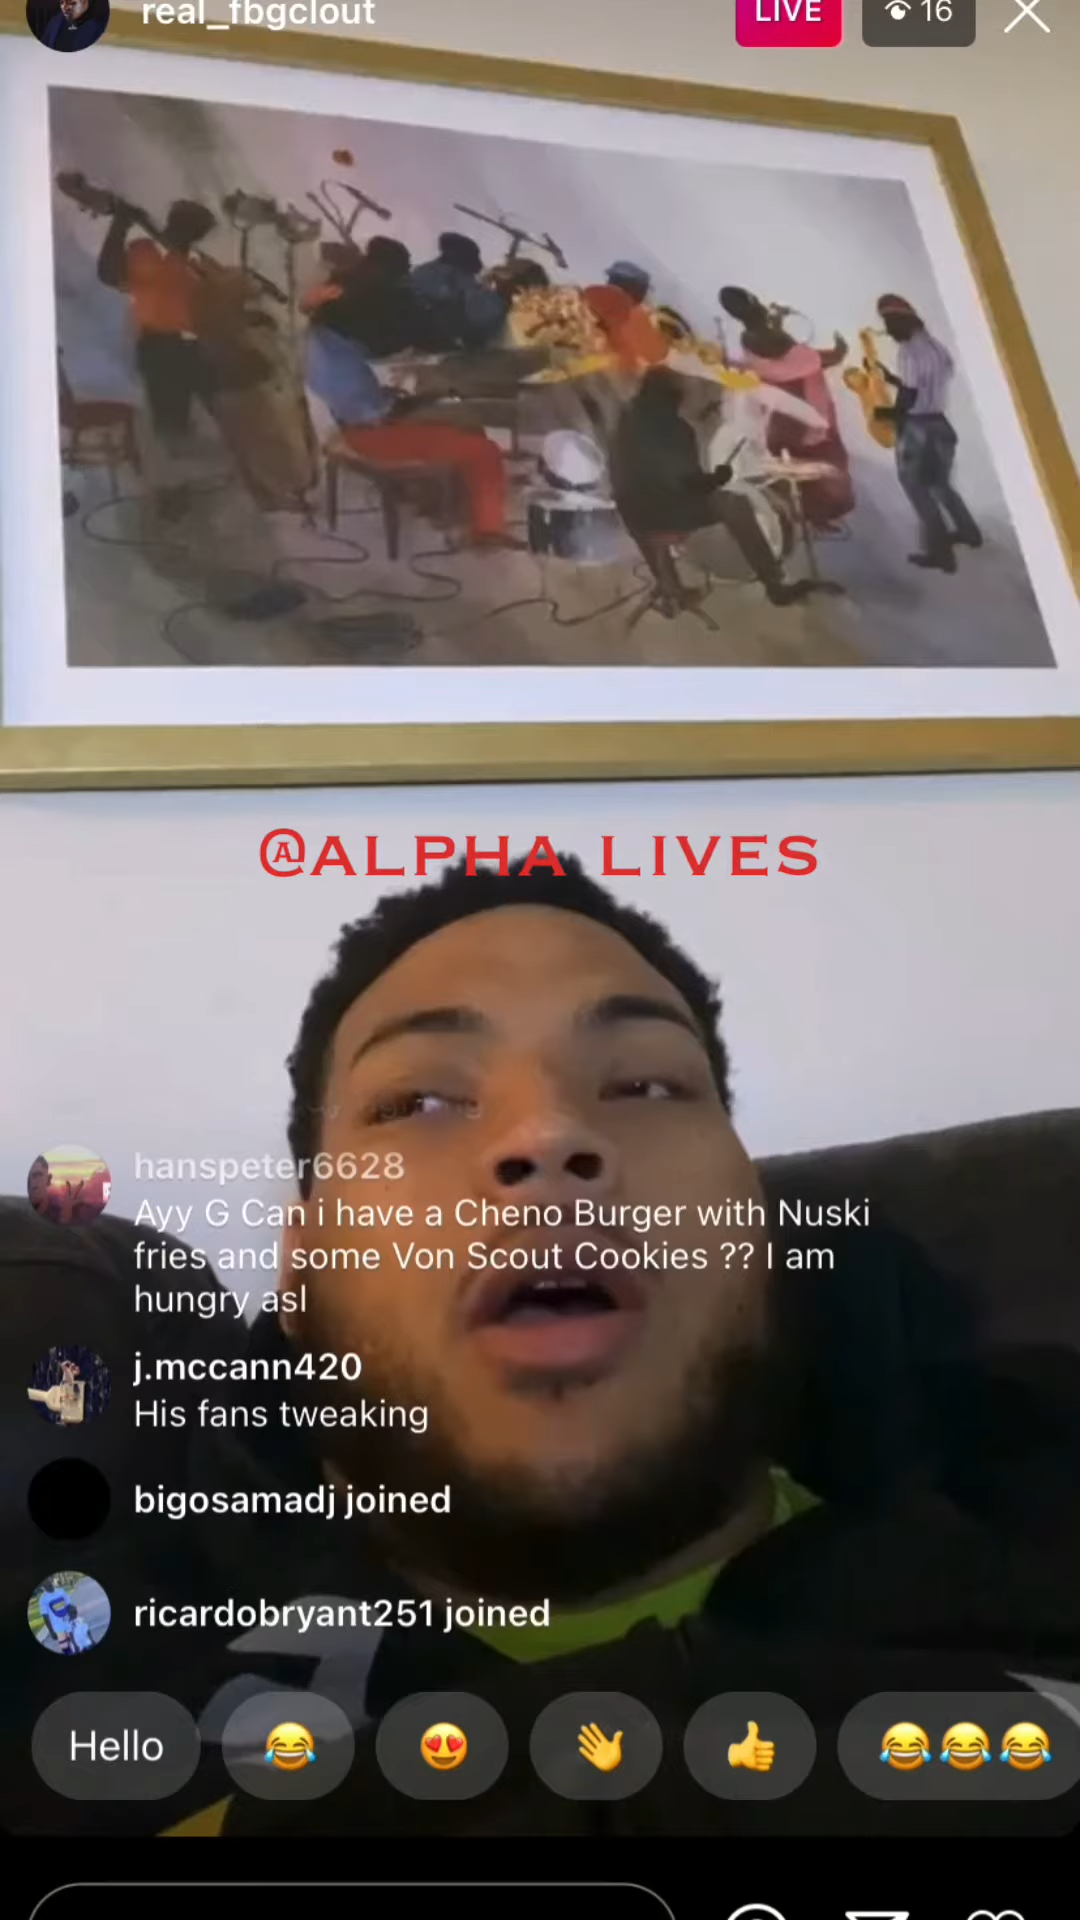 real_fbgclout
LIVE
16
@ALPHA LIVES
hanspeter6628
Ayy G Can i have a Cheno Burger with Nuski
fries and some Von Scout Cookies ?? I am
hungry asl
j.mccann420
His fans tweaking
bigosamadj joined
ricardobryant251 joined
Hello 😂 😍 👋 👍 😂😂😂